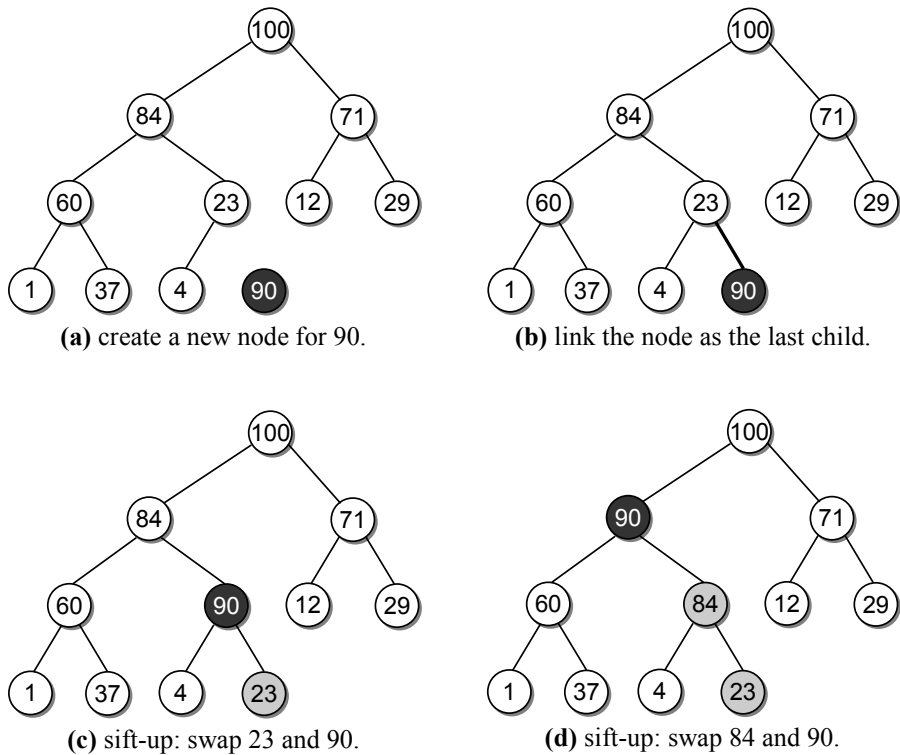 100 100
84 71 84 71
60 23 12 29 60 23 12 29
1 37 4 90 1 37 4 90
(a) create a new node for 90. (b) link the node as the last child.
100 100
84 71 90 71
60 90 12 29 60 84 12 29
1 37 4 23 1 37 4 23
(c) sift-up: swap 23 and 90. (d) sift-up: swap 84 and 90.